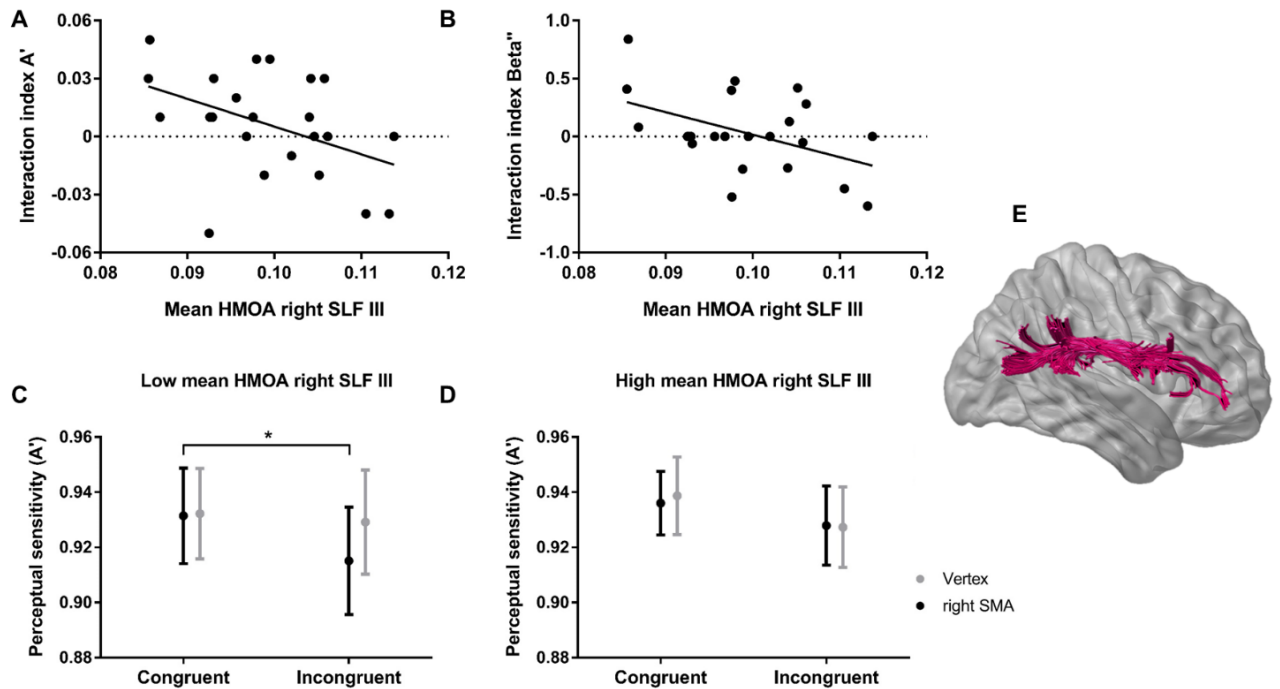 A
Interaction index A'
0.06
0.03
0
-0.03
-0.06
0.08
0.09
0.10
0.11
0.12
Mean HMOA right SLF III
B
Interaction index Beta''
1.0
0.5
0
-0.5
-1.0
0.08
0.09
0.10
0.11
0.12
Mean HMOA right SLF III
E
Low mean HMOA right SLF III
C
*
Perceptual sensitivity (A')
0.96
0.94
0.92
0.90
0.88
Congruent
Incongruent
High mean HMOA right SLF III
D
Perceptual sensitivity (A')
0.96
0.94
0.92
0.90
0.88
Congruent
Incongruent
Vertex
right SMA